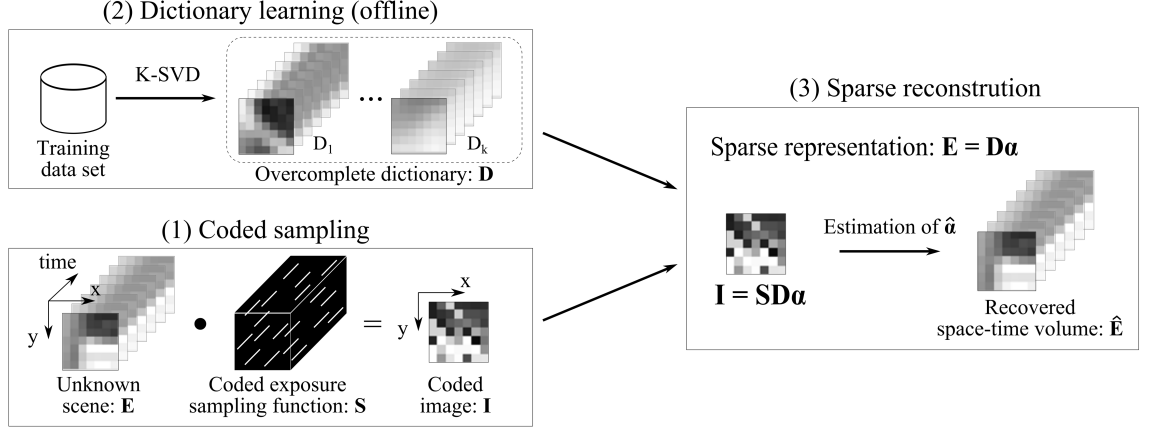 (2) Dictionary learning (offline)
K-SVD
Training
data set
D1
...
Dk
Overcomplete dictionary: D
(1) Coded sampling
time
x
y
Unknown
scene: E
•
Coded exposure
sampling function: S
=
x
y
Coded
image: I
(3) Sparse reconstrution
Sparse representation: E = Dα
I = SDα
Estimation of α̂
Recovered
space-time volume: Ê